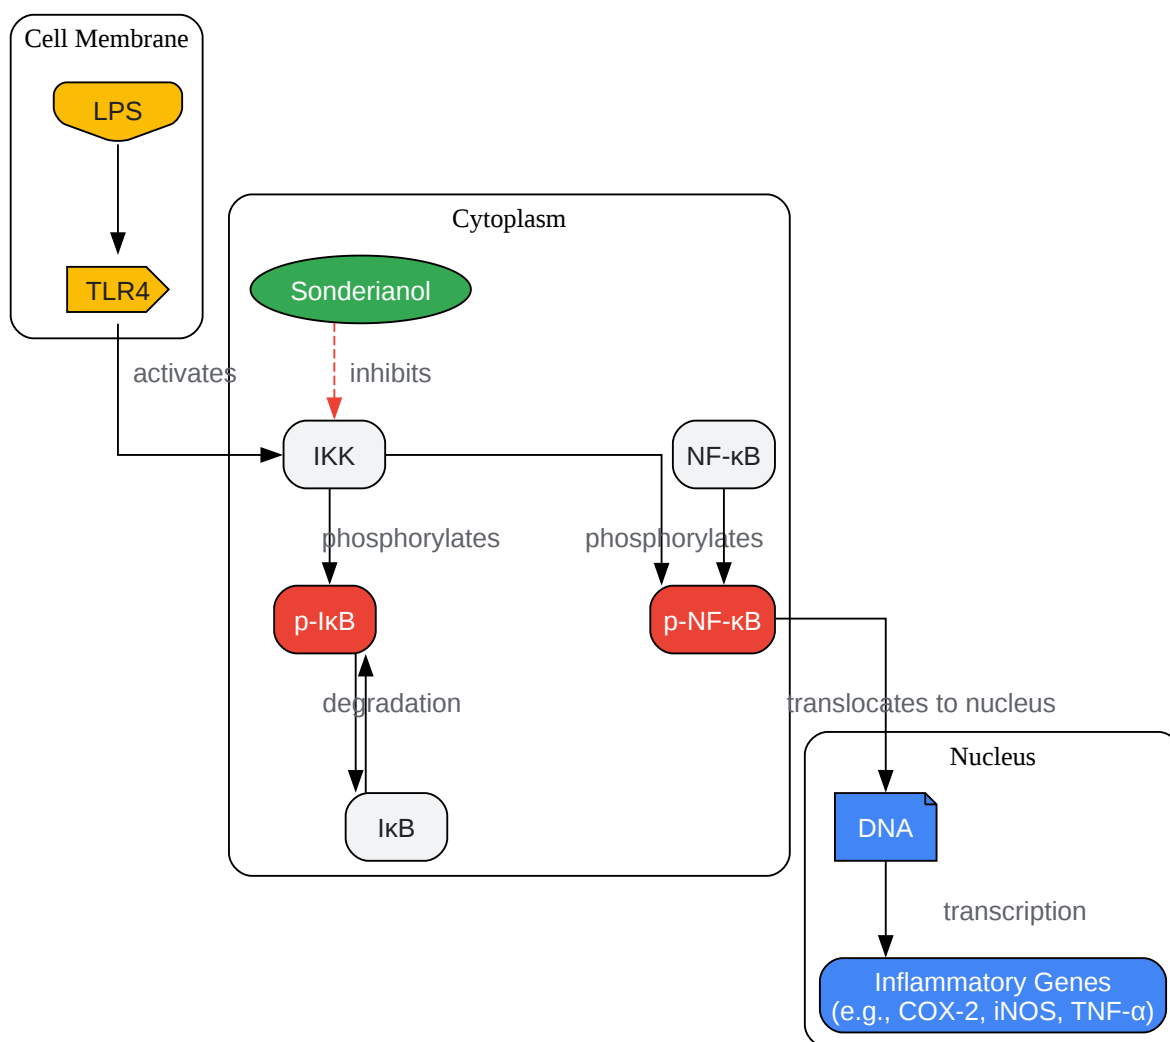 Cell Membrane
LPS
TLR4
activates
Cytoplasm
Sonderianol
inhibits
IKK
NF-κB
phosphorylates
phosphorylates
p-IκB
p-NF-κB
degradation
translocates to nucleus
IκB
Nucleus
DNA
transcription
Inflammatory Genes
(e.g., COX-2, iNOS, TNF-α)